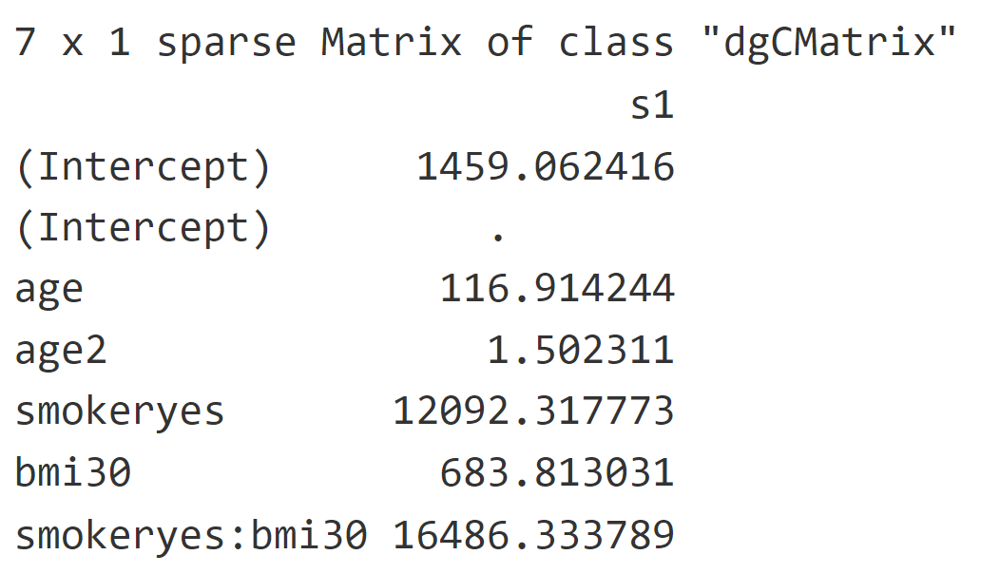 7 x 1 sparse Matrix of class "dgCMatrix"
s1
(Intercept) 1459.062416
(Intercept) .
age 116.914244
age2 1.502311
smokeryes 12092.317773
bmi30 683.813031
smokeryes:bmi30 16486.333789